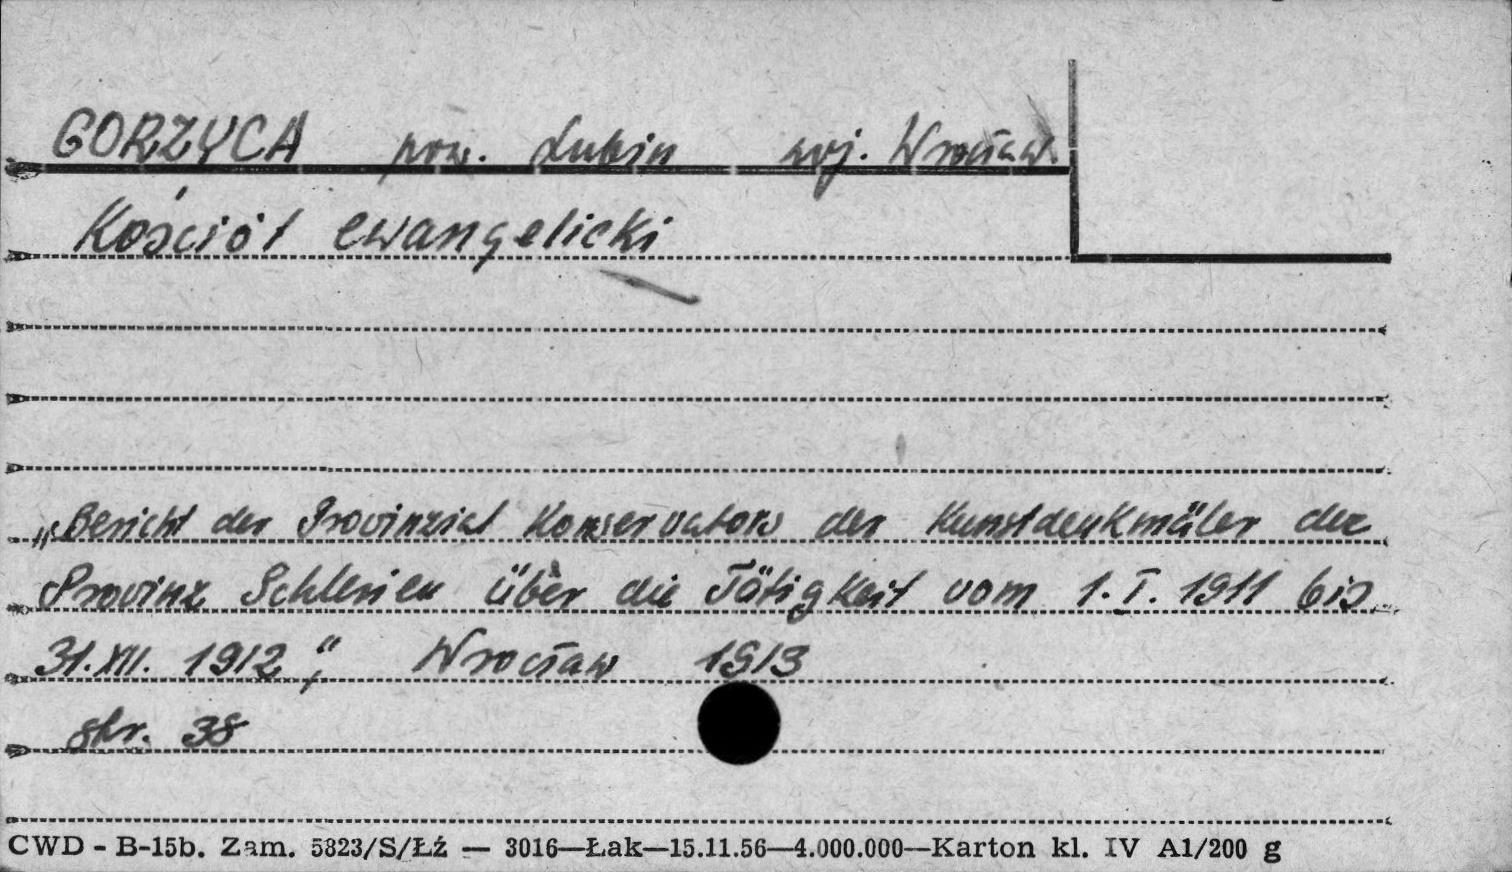 GORZYCA pow. Lubin woj. Wrocław
Kościół ewangelicki
„Bericht der Provinzial Konservators der Kunstdenkmäler der
Provinz Schlesien über die Tätigkeit vom 1.I. 1911 bis
31.XII. 1912", Wrocław 1913
str. 38
CWD - B-15b. Zam. 5823/S/Łź — 3016—Łak—15.11.56—4.000.000—Karton kl. IV A1/200 g